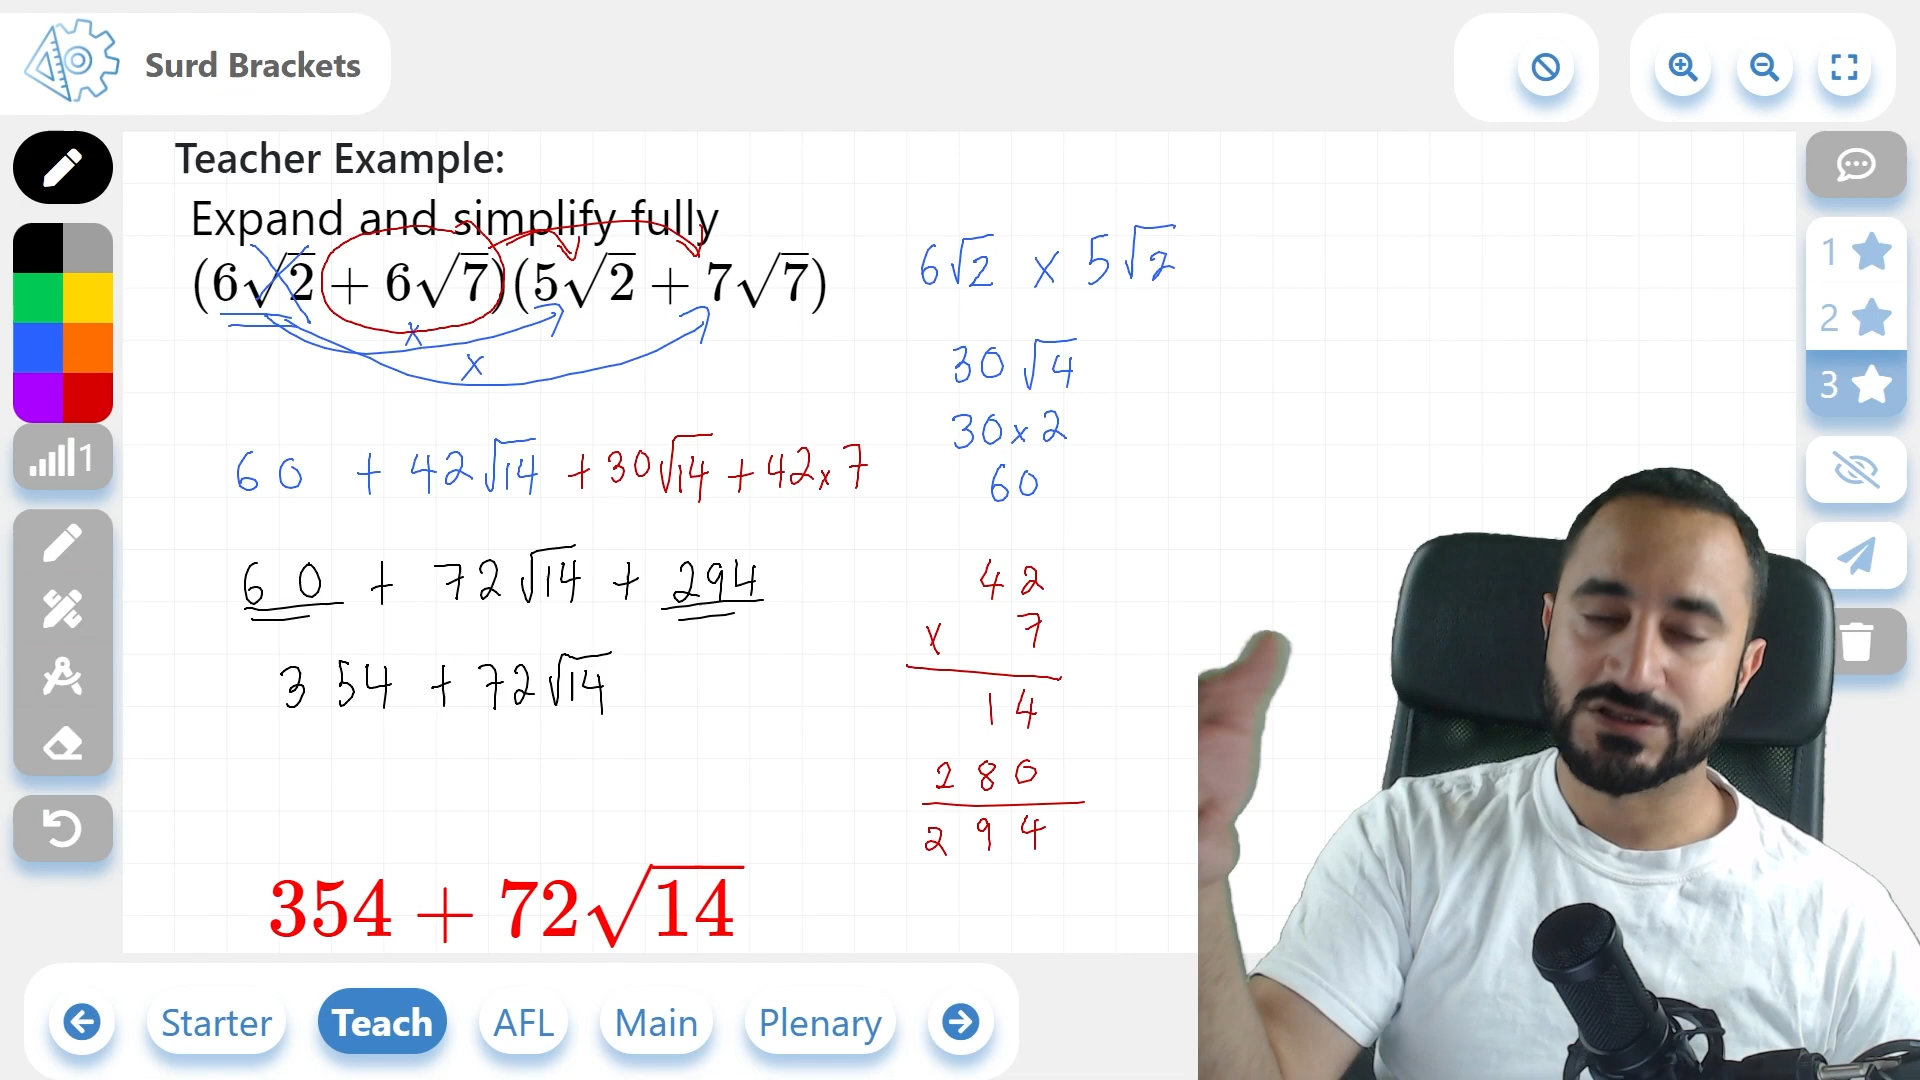 Surd Brackets
Teacher Example:
Expand and simplify fully
(6√2 + 6√7)(5√2 + 7√7)
x
x
60 + 42√14 + 30√14 + 42x7
60 + 72√14 + 294
354 + 72√14
6√2 x 5√2
30√4
30x2
60
42
x 7
14
280
294
354 + 72√14
1
2
3
1
Starter
Teach
AFL
Main
Plenary